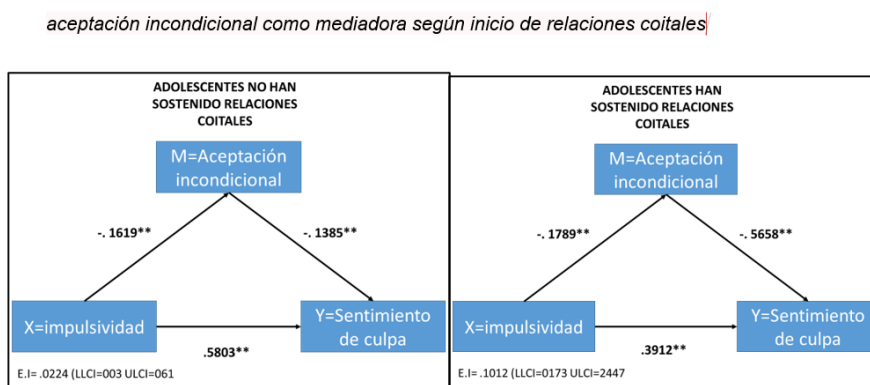 aceptación incondicional como mediadora según inicio de relaciones coitales
ADOLESCENTES NO HAN
SOSTENIDO RELACIONES
COITALES
M=Aceptación
incondicional
-. 1619**
-. 1385**
X=impulsividad
Y=Sentimiento
de culpa
.5803**
E.I= .0224 (LLCI=003 ULCI=061
ADOLESCENTES HAN
SOSTENIDO RELACIONES
COITALES
M=Aceptación
incondicional
-. 1789**
-. 5658**
X=impulsividad
Y=Sentimiento
de culpa
.3912**
E.I= .1012 (LLCI=0173 ULCI=2447